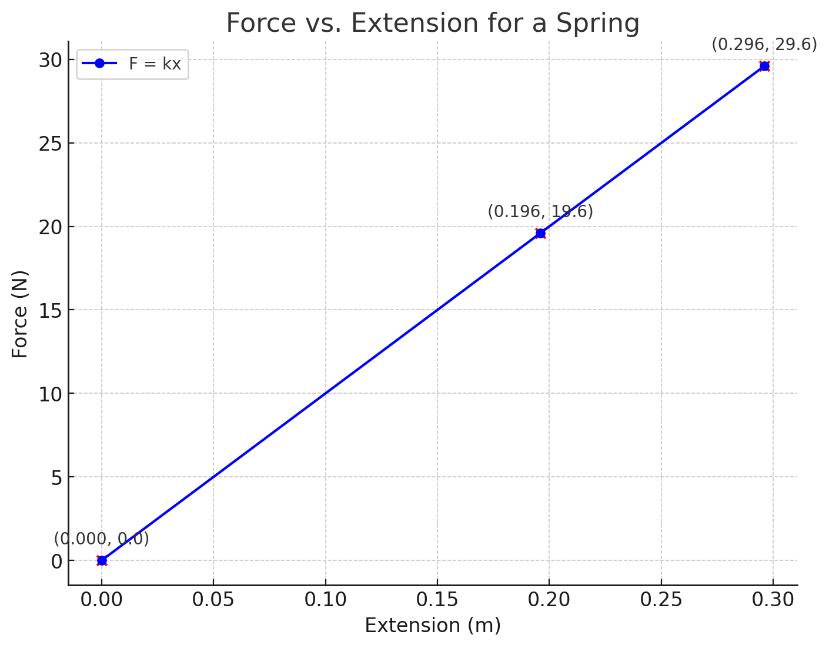 Force vs. Extension for a Spring
(0.296, 29.6)
F = kx
(0.196, 19.6)
(0.000, 0.0)
30
25
20
15
10
5
0
Force (N)
0.00 0.05 0.10 0.15 0.20 0.25 0.30
Extension (m)